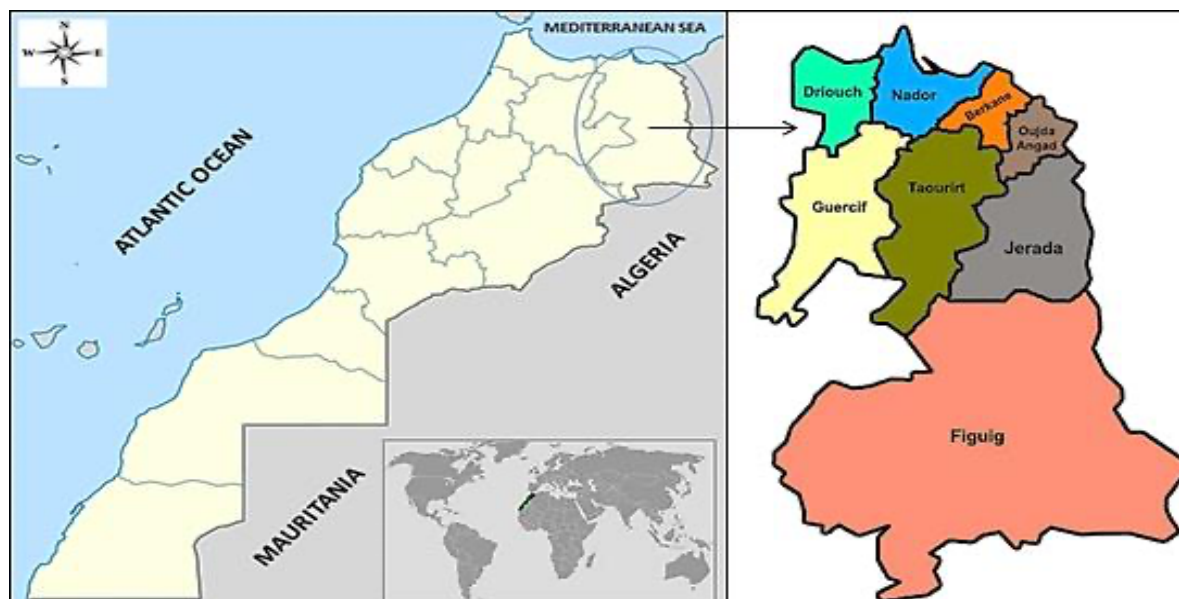 N
W E
S
MEDITERRANEAN SEA
ATLANTIC OCEAN
ALGERIA
MAURITANIA
Driouch
Nador
Berkane
Oujda
Angad
Taourirt
Guercif
Jerada
Figuig